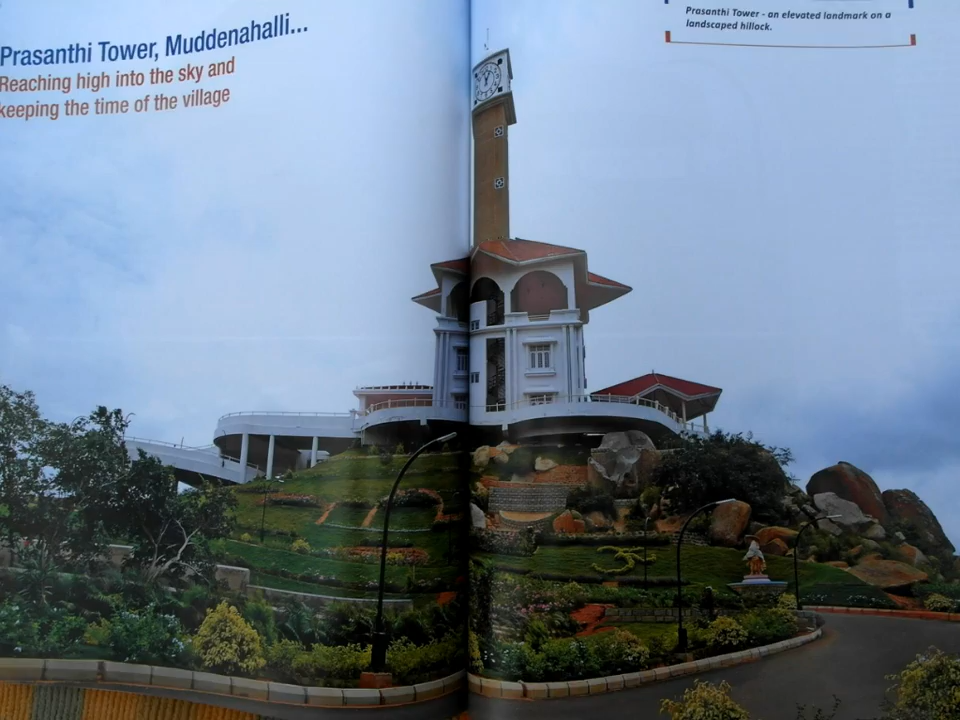 Prasanthi Tower, Muddenahalli...
Reaching high into the sky and
keeping the time of the village
Prasanthi Tower - an elevated landmark on a
landscaped hillock.